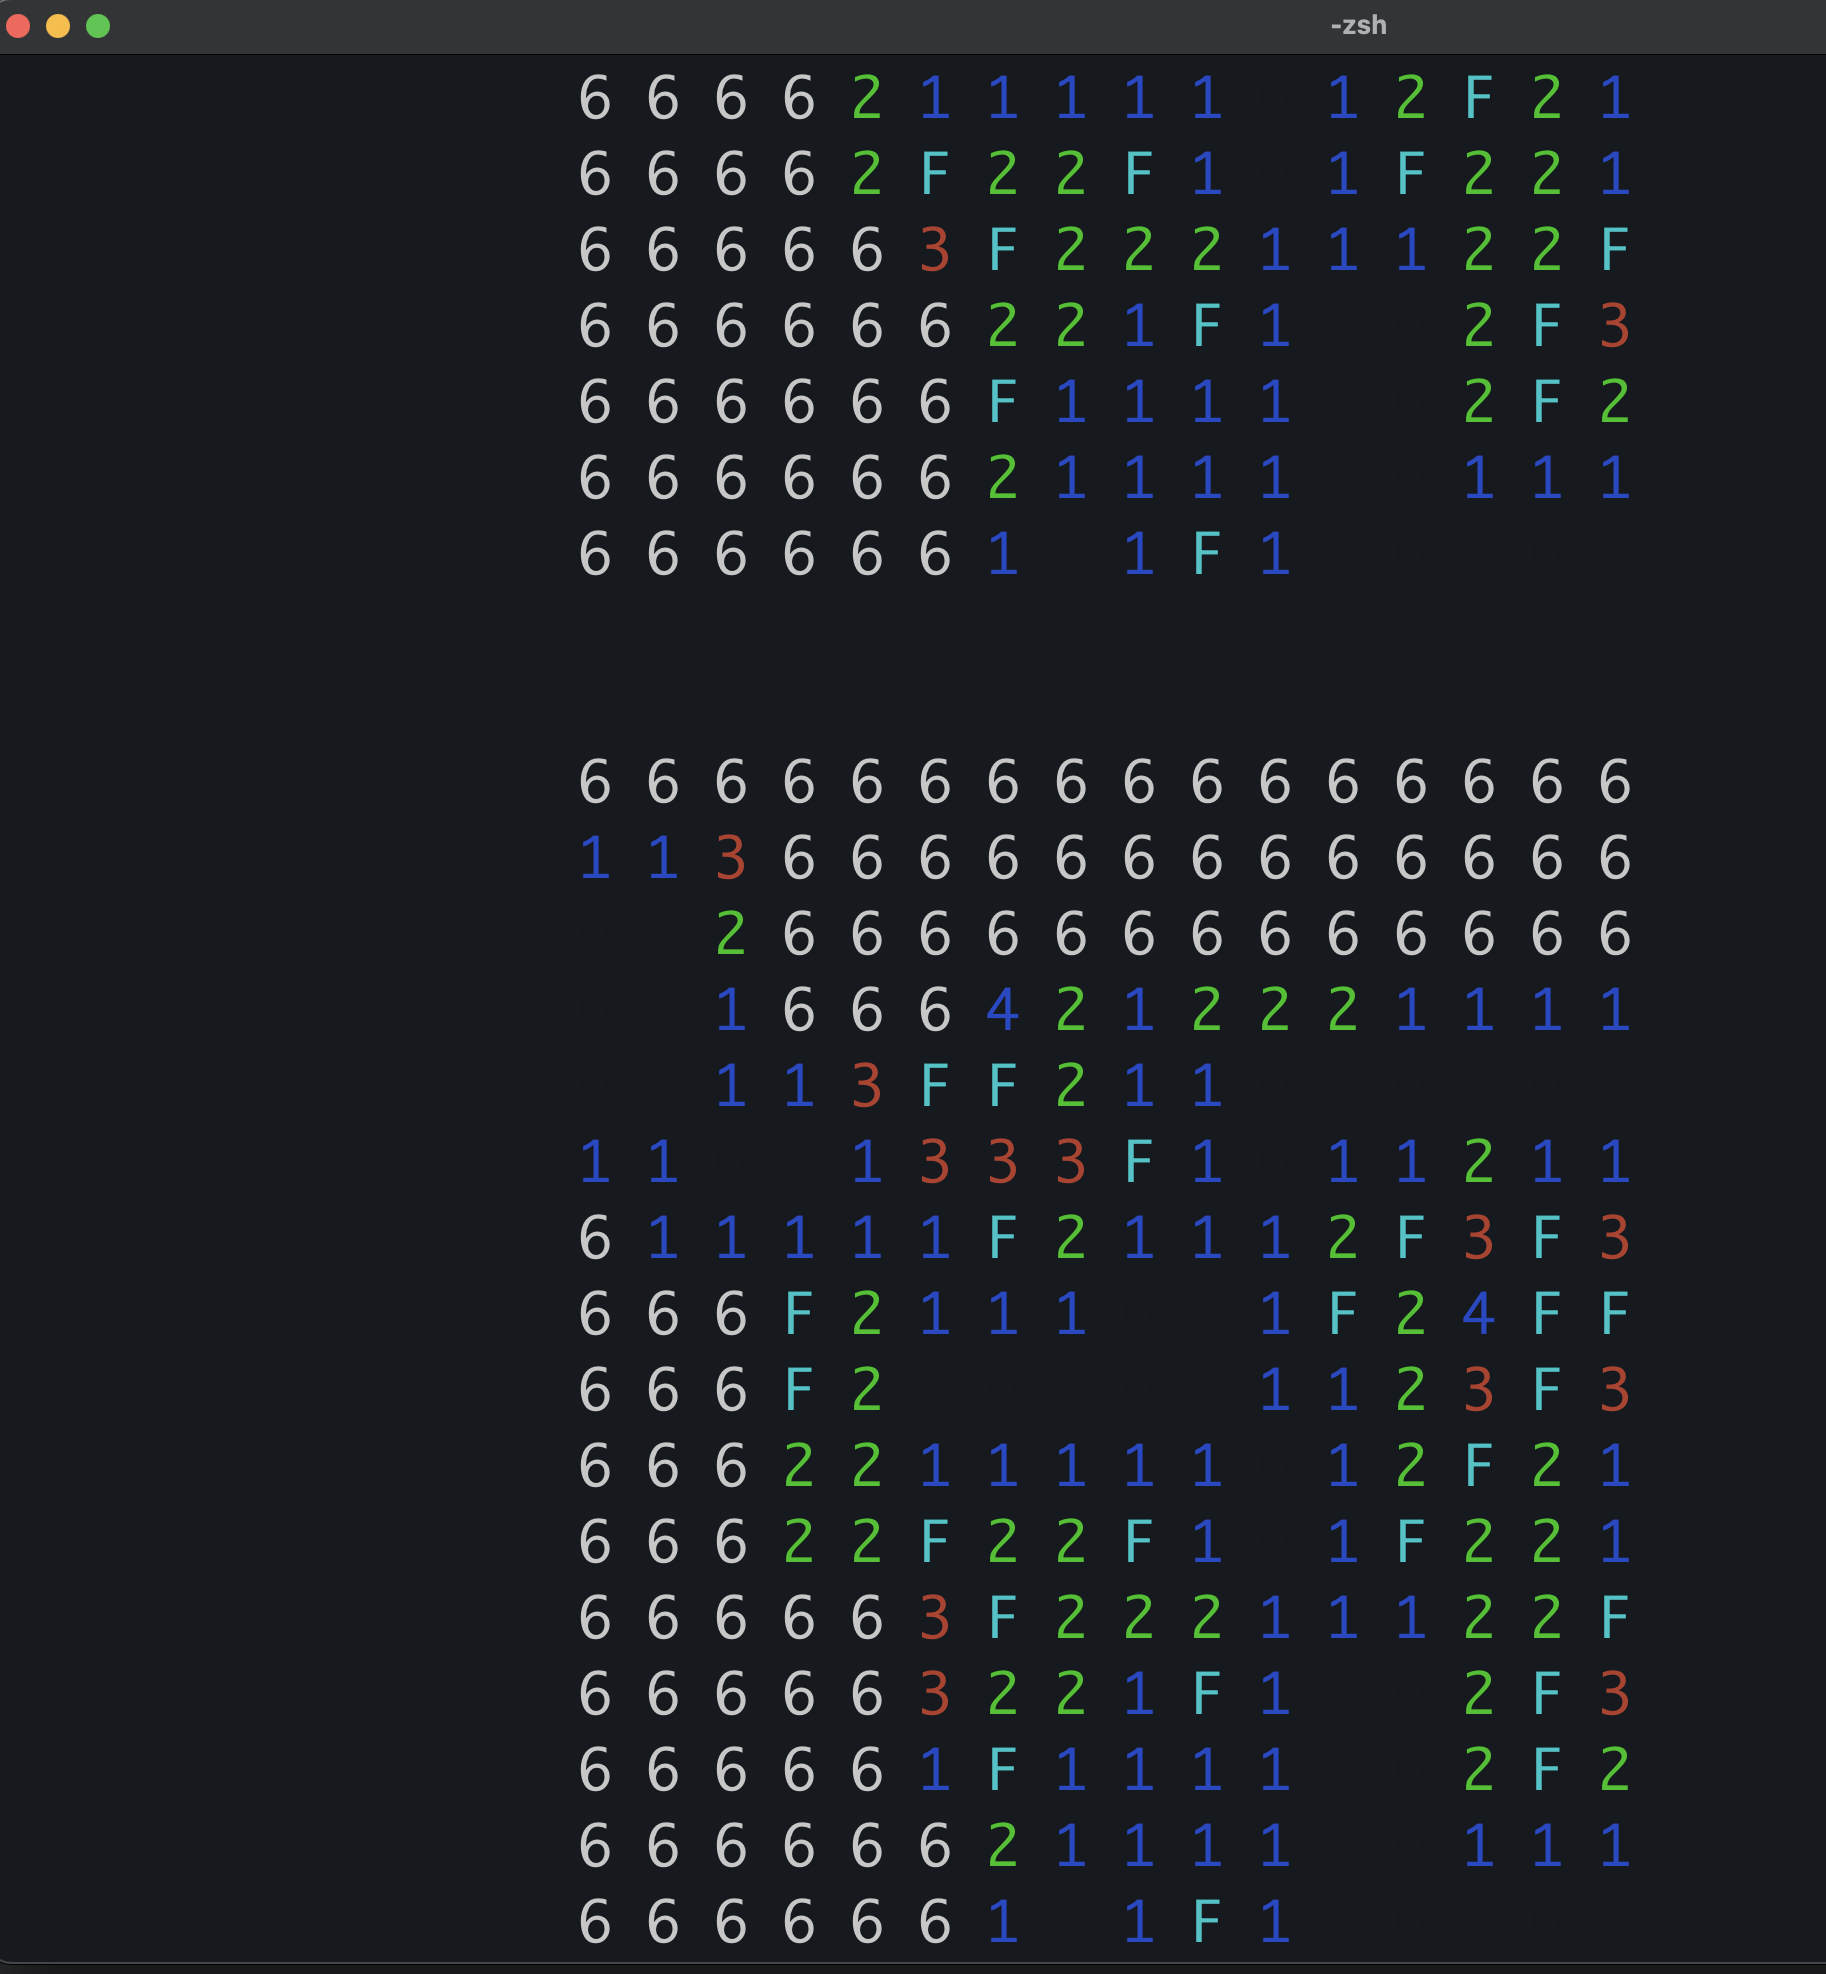 -zsh
6 6 6 6 2 1 1 1 1 1   1 2 F 2 1
6 6 6 6 2 F 2 2 F 1   1 F 2 2 1
6 6 6 6 6 3 F 2 2 2 1 1 1 2 2 F
6 6 6 6 6 6 2 2 1 F 1     2 F 3
6 6 6 6 6 6 F 1 1 1 1     2 F 2
6 6 6 6 6 6 2 1 1 1 1     1 1 1
6 6 6 6 6 6 1   1 F 1
6 6 6 6 6 6 6 6 6 6 6 6 6 6 6 6
1 1 3 6 6 6 6 6 6 6 6 6 6 6 6 6
    2 6 6 6 6 6 6 6 6 6 6 6 6 6
    1 6 6 6 4 2 1 2 2 2 1 1 1 1
    1 1 3 F F 2 1 1
1 1     1 3 3 3 F 1   1 1 2 1 1
6 1 1 1 1 1 F 2 1 1 1 2 F 3 F 3
6 6 6 F 2 1 1 1     1 F 2 4 F F
6 6 6 F 2           1 1 2 3 F 3
6 6 6 2 2 1 1 1 1 1   1 2 F 2 1
6 6 6 2 2 F 2 2 F 1   1 F 2 2 1
6 6 6 6 6 3 F 2 2 2 1 1 1 2 2 F
6 6 6 6 6 3 2 2 1 F 1     2 F 3
6 6 6 6 6 1 F 1 1 1 1     2 F 2
6 6 6 6 6 6 2 1 1 1 1     1 1 1
6 6 6 6 6 6 1   1 F 1